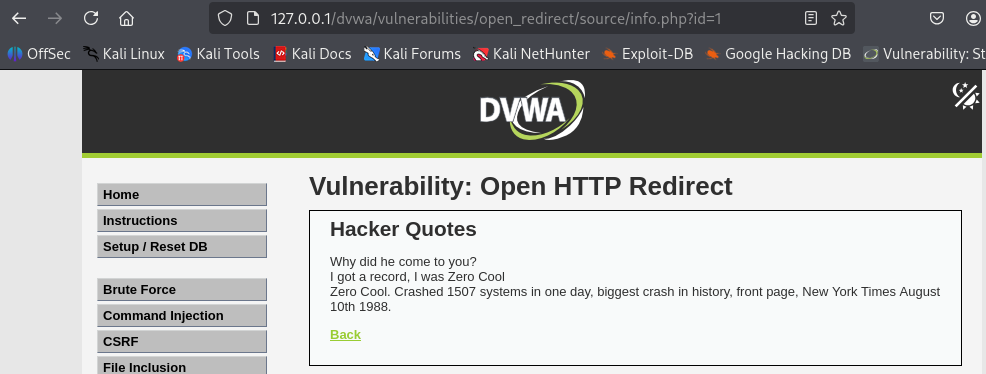 127.0.0.1/dvwa/vulnerabilities/open_redirect/source/info.php?id=1
OffSec Kali Linux Kali Tools Kali Docs Kali Forums Kali NetHunter Exploit-DB Google Hacking DB Vulnerability: St
DVWA
Home
Instructions
Setup / Reset DB
Brute Force
Command Injection
CSRF
File Inclusion
Vulnerability: Open HTTP Redirect
Hacker Quotes
Why did he come to you?
I got a record, I was Zero Cool
Zero Cool. Crashed 1507 systems in one day, biggest crash in history, front page, New York Times August
10th 1988.
Back